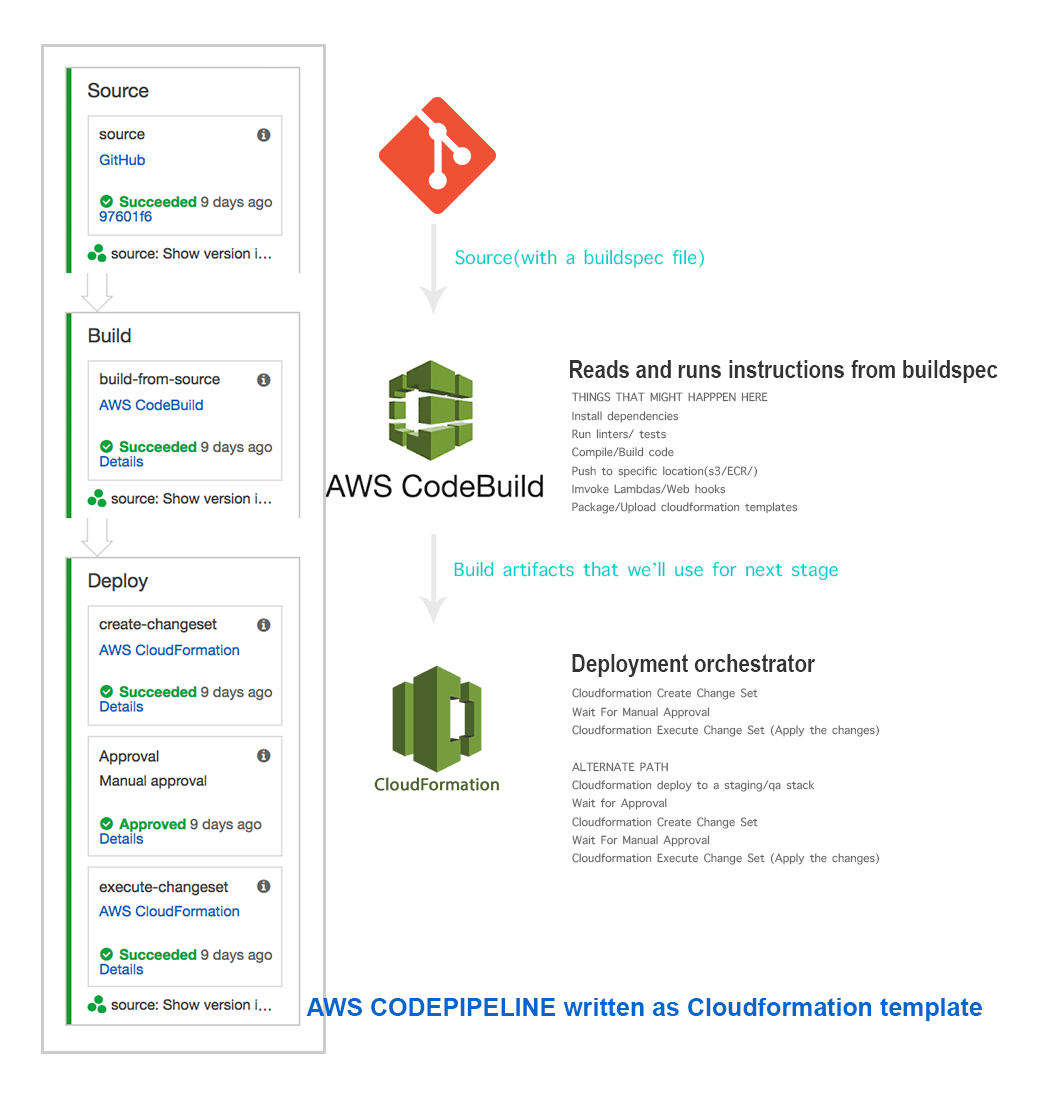 Source
source
GitHub
Succeeded 9 days ago
97601f6
source: Show version i...
Build
build-from-source
AWS CodeBuild
Succeeded 9 days ago
Details
source: Show version i...
Deploy
create-changeset
AWS CloudFormation
Succeeded 9 days ago
Details
Approval
Manual approval
Approved 9 days ago
Details
execute-changeset
AWS CloudFormation
Succeeded 9 days ago
Details
source: Show version i...
Source(with a buildspec file)
AWS CodeBuild
Reads and runs instructions from buildspec
THINGS THAT MIGHT HAPPPEN HERE
Install dependencies
Run linters/ tests
Compile/Build code
Push to specific location(s3/ECR/)
Imvoke Lambdas/Web hooks
Package/Upload cloudformation templates
Build artifacts that we'll use for next stage
CloudFormation
Deployment orchestrator
Cloudformation Create Change Set
Wait For Manual Approval
Cloudformation Execute Change Set (Apply the changes)
ALTERNATE PATH
Cloudformation deploy to a staging/qa stack
Wait for Approval
Cloudformation Create Change Set
Wait For Manual Approval
Cloudformation Execute Change Set (Apply the changes)
AWS CODEPIPELINE written as Cloudformation template